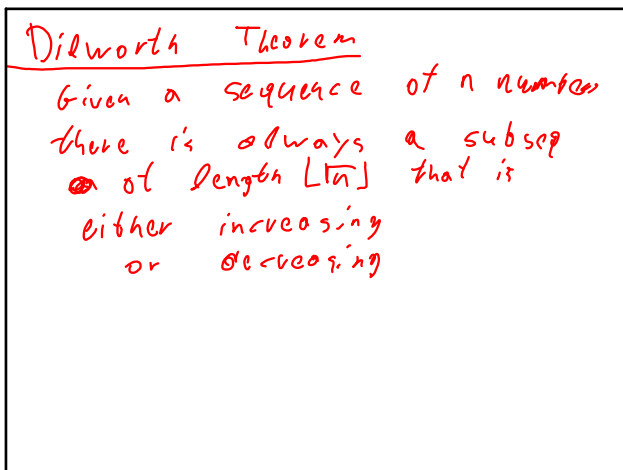 Dilworth Theorem
Given a sequence of n numbers
there is always a subseq
of length ⌊√n⌋ that is
either increasing
or decreasing